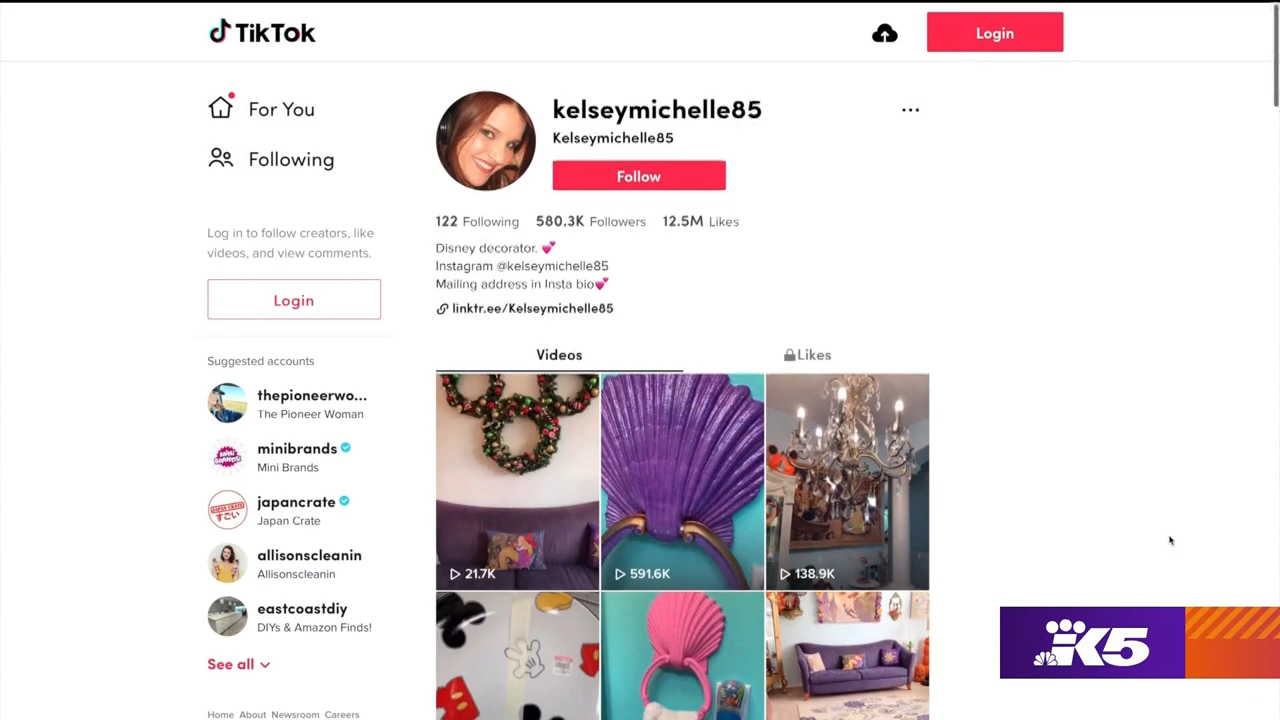 TikTok
Login
For You
Following
Log in to follow creators, like
videos, and view comments.
Login
Suggested accounts
thepioneerwo...
The Pioneer Woman
minibrands
Mini Brands
japancrate
Japan Crate
allisonscleanin
Allisonscleanin
eastcoastdiy
DIYs & Amazon Finds!
See all
Home About Newsroom Careers
kelseymichelle85
Kelseymichelle85
Follow
122 Following 580.3K Followers 12.5M Likes
Disney decorator. 💕
Instagram @kelseymichelle85
Mailing address in Insta bio💕
linktr.ee/Kelseymichelle85
Videos
Likes
21.7K
591.6K
138.9K
K5